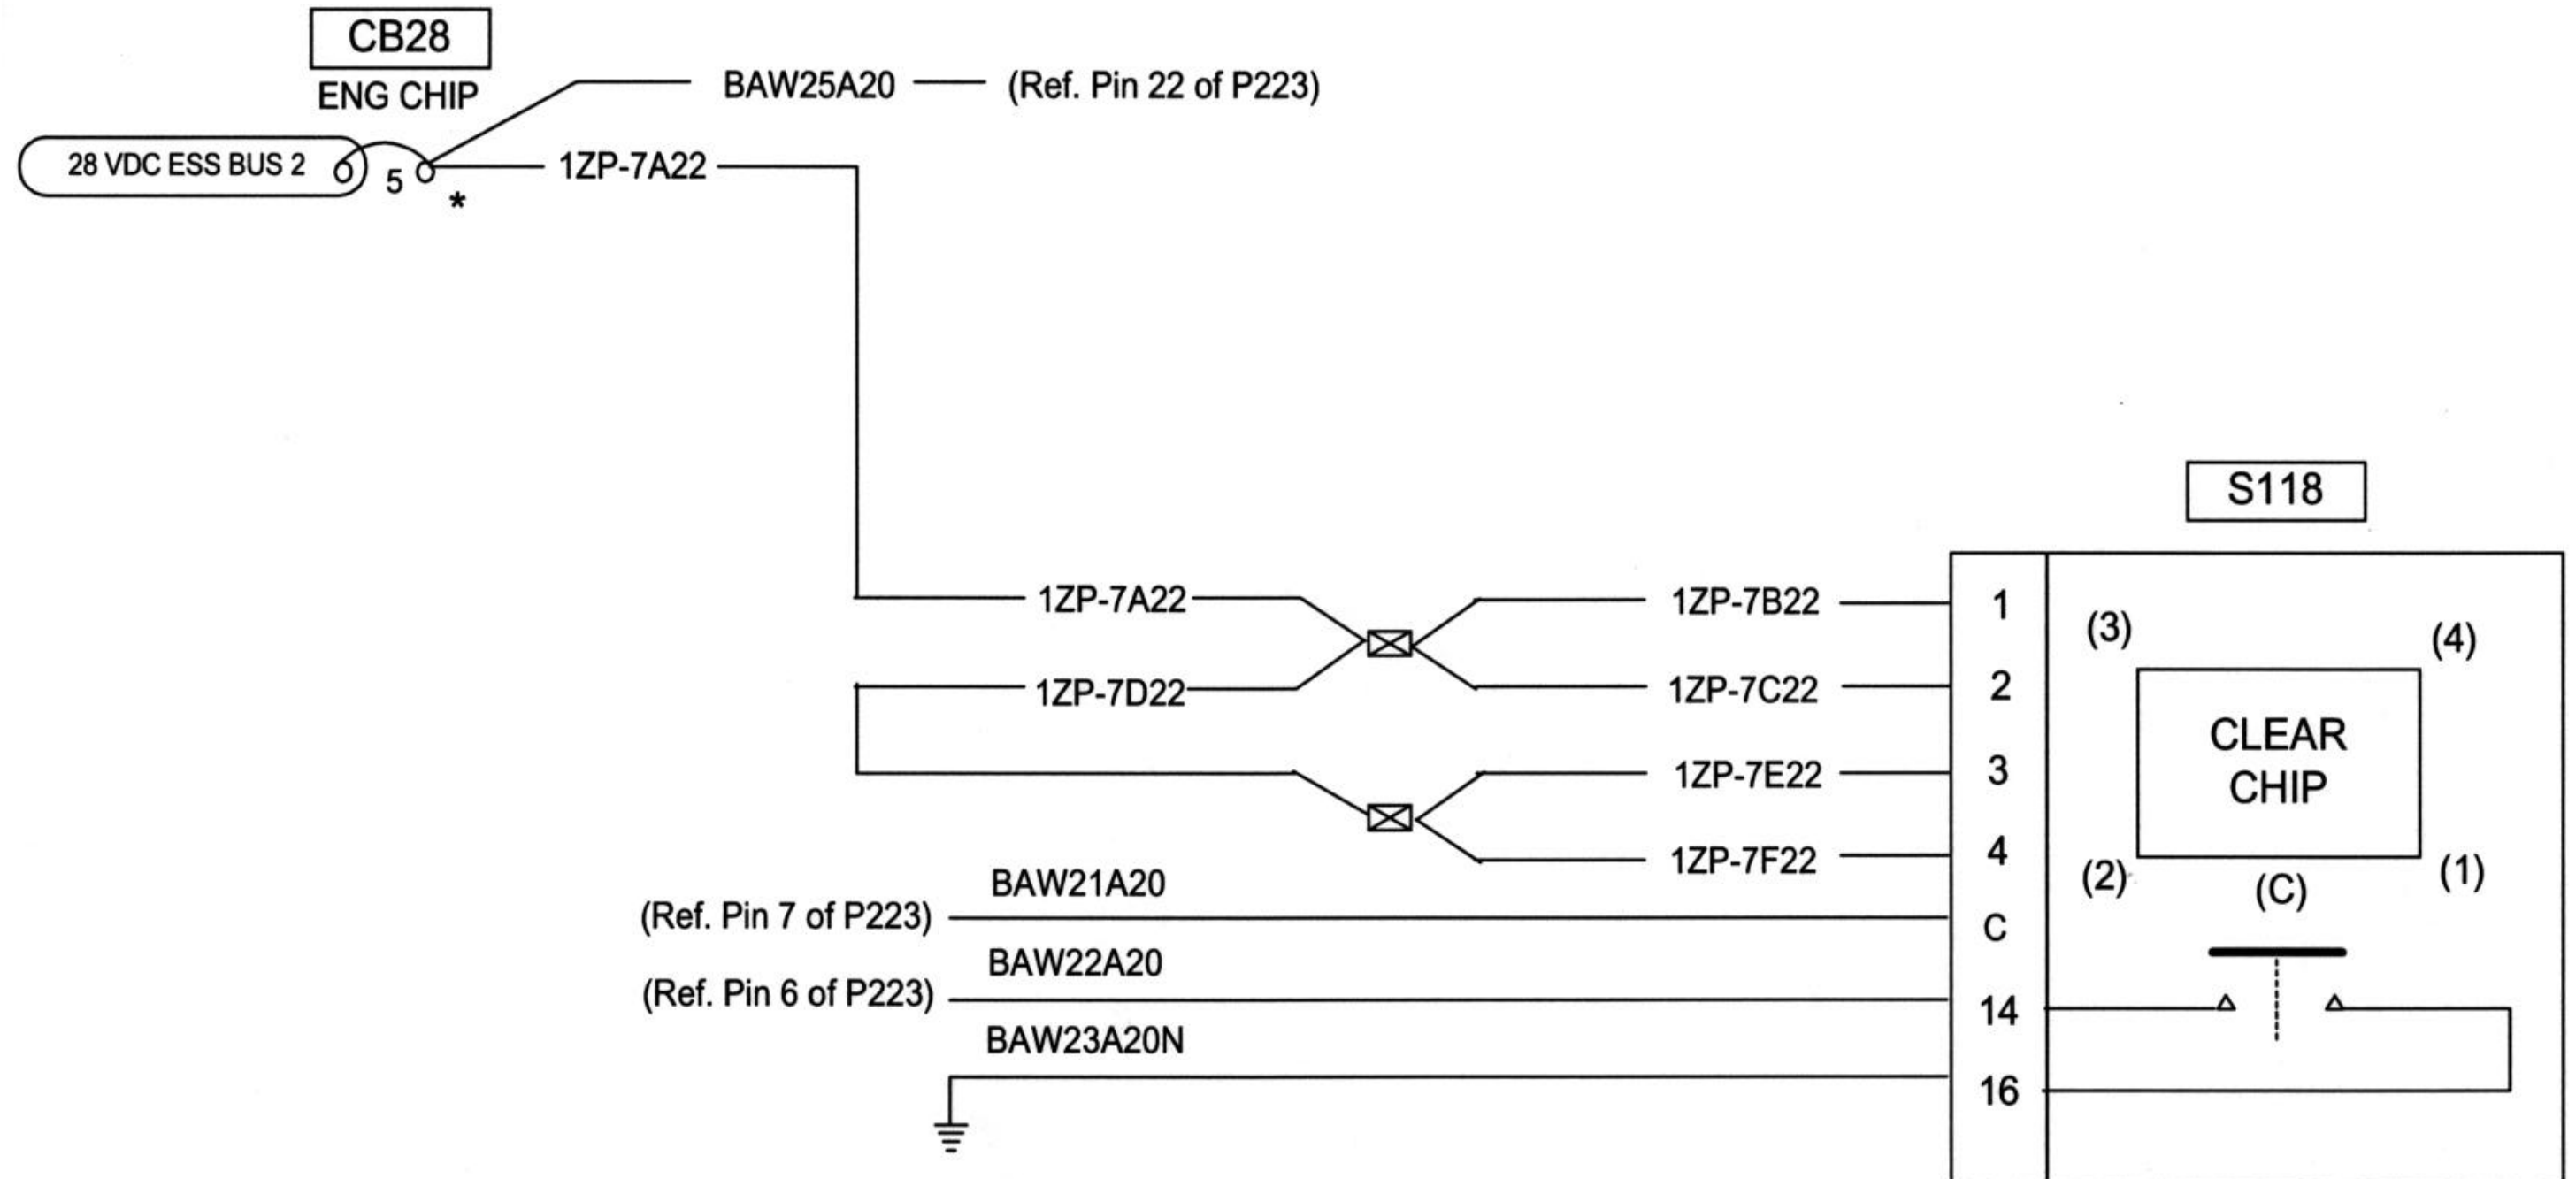 CB28
ENG CHIP
BAW25A20
(Ref. Pin 22 of P223)
28 VDC ESS BUS 2
5
*
1ZP-7A22
S118
1ZP-7A22
1ZP-7B22
1
1ZP-7D22
1ZP-7C22
2
1ZP-7E22
3
1ZP-7F22
4
(3)
(4)
CLEAR
CHIP
(2)
(C)
(1)
BAW21A20
(Ref. Pin 7 of P223)
C
BAW22A20
(Ref. Pin 6 of P223)
14
BAW23A20N
16